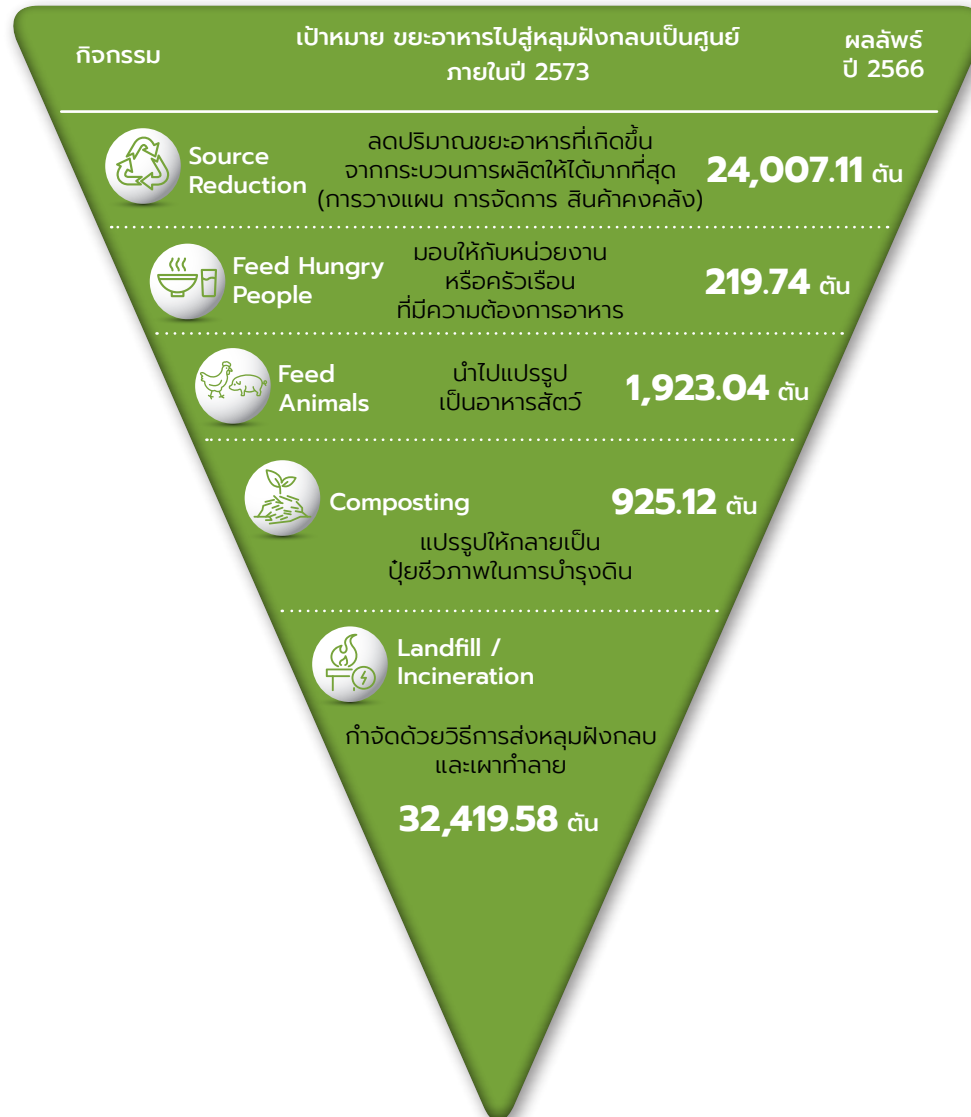 กิจกรรม
เป้าหมาย ขยะอาหารไปสู่หลุมฝังกลบเป็นศูนย์
ภายในปี 2573
ผลลัพธ์
ปี 2566
Source
Reduction
ลดปริมาณขยะอาหารที่เกิดขึ้น
จากกระบวนการผลิตให้ได้มากที่สุด
(การวางแผน การจัดการ สินค้าคงคลัง)
24,007.11 ตัน
Feed Hungry
People
มอบให้กับหน่วยงาน
หรือครัวเรือน
ที่มีความต้องการอาหาร
219.74 ตัน
Feed
Animals
นำไปแปรรูป
เป็นอาหารสัตว์
1,923.04 ตัน
Composting
925.12 ตัน
แปรรูปให้กลายเป็น
ปุ๋ยชีวภาพในการบำรุงดิน
Landfill /
Incineration
กำจัดด้วยวิธีการส่งหลุมฝังกลบ
และเผาทำลาย
32,419.58 ตัน